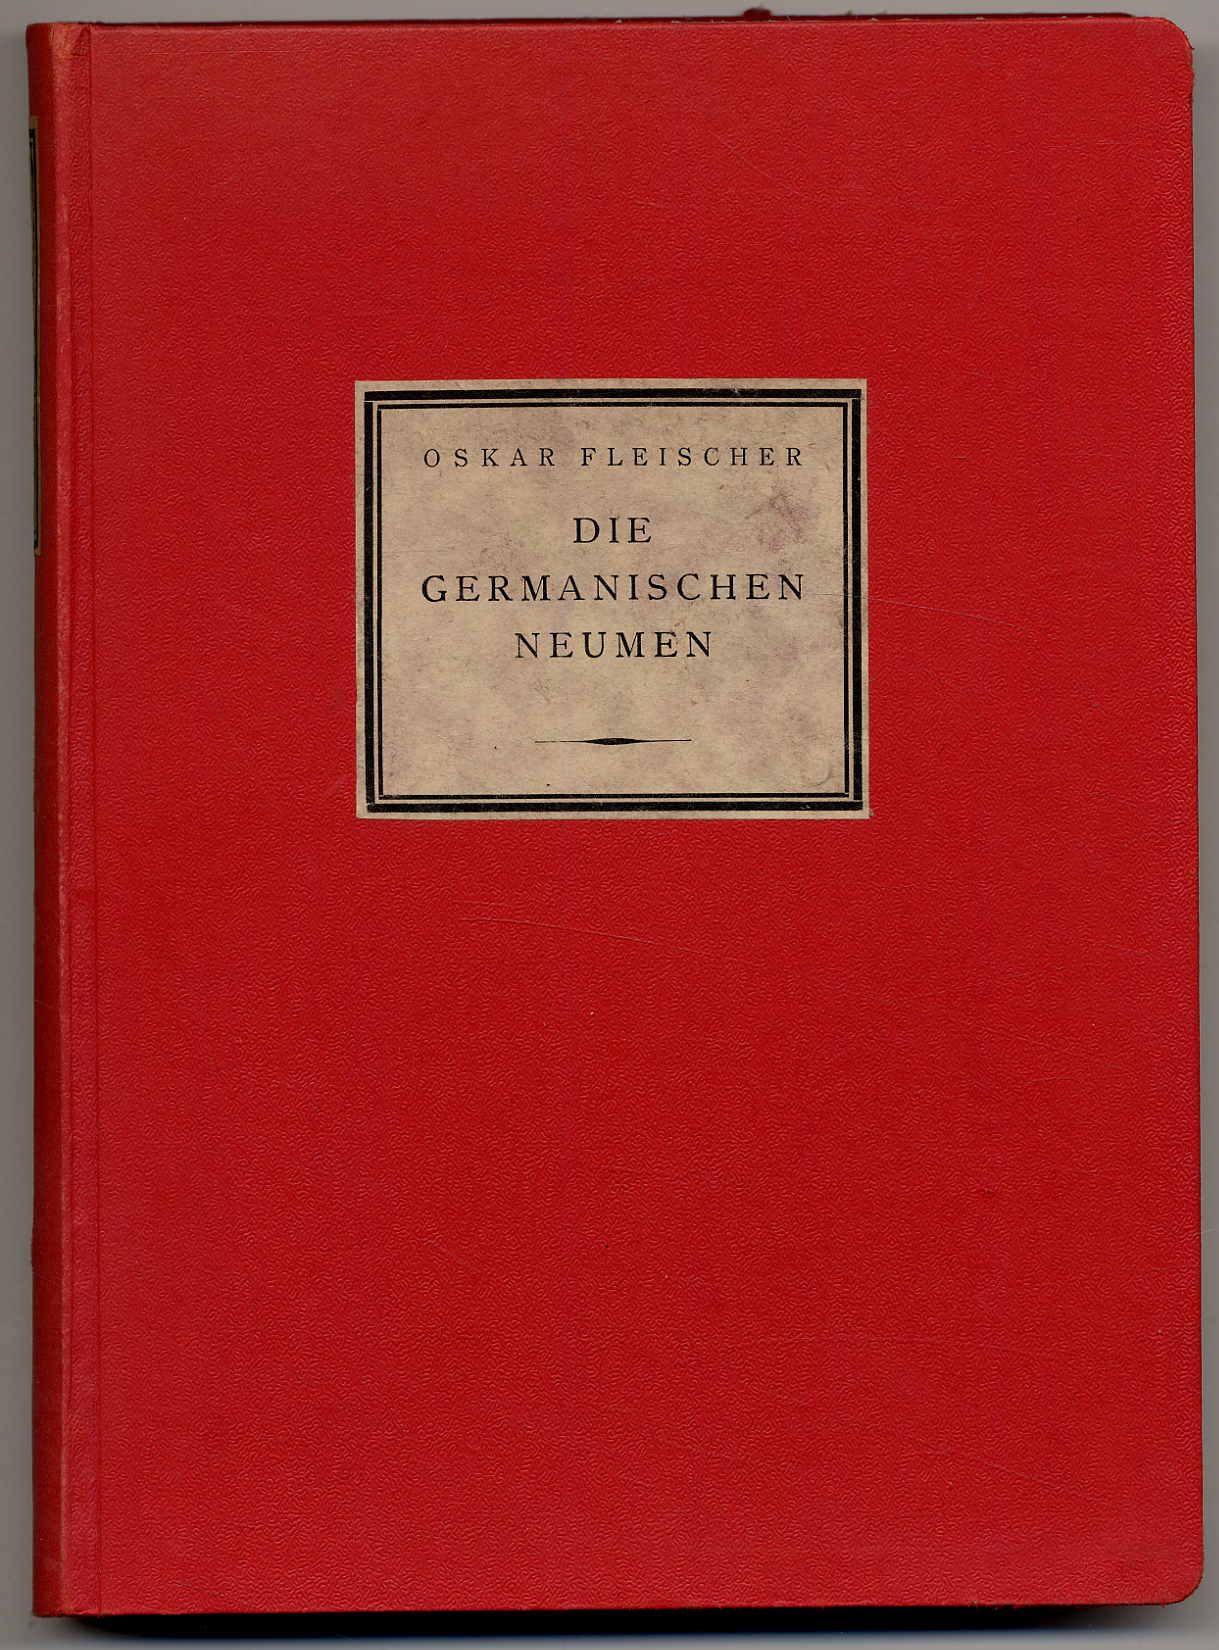 OSKAR FLEISCHER
DIE
GERMANISCHEN
NEUMEN